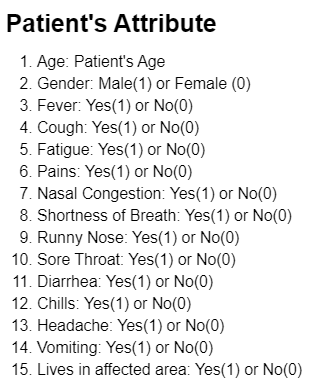 Patient's Attribute
1. Age: Patient's Age
2. Gender: Male(1) or Female (0)
3. Fever: Yes(1) or No(0)
4. Cough: Yes(1) or No(0)
5. Fatigue: Yes(1) or No(0)
6. Pains: Yes(1) or No(0)
7. Nasal Congestion: Yes(1) or No(0)
8. Shortness of Breath: Yes(1) or No(0)
9. Runny Nose: Yes(1) or No(0)
10. Sore Throat: Yes(1) or No(0)
11. Diarrhea: Yes(1) or No(0)
12. Chills: Yes(1) or No(0)
13. Headache: Yes(1) or No(0)
14. Vomiting: Yes(1) or No(0)
15. Lives in affected area: Yes(1) or No(0)